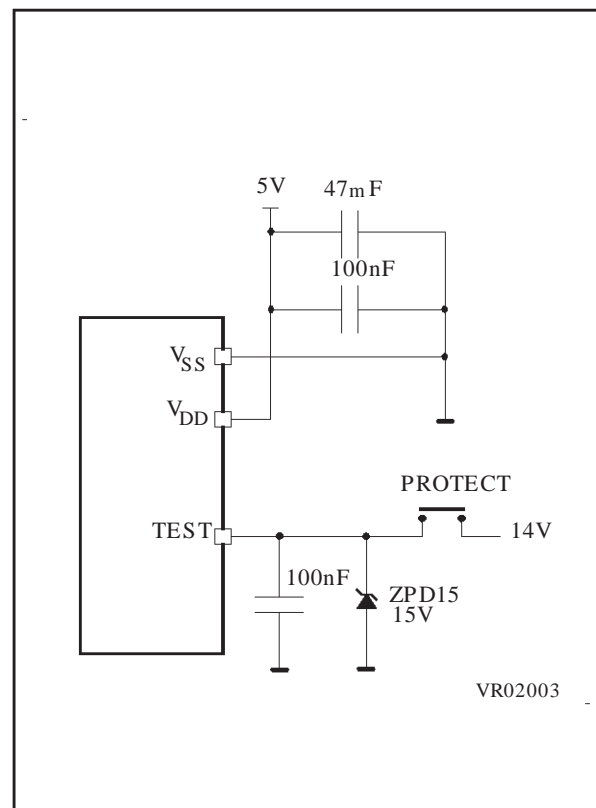 5V
47mF
100nF
VSS
VDD
TEST
PROTECT
14V
100nF
ZPD15
15V
VR02003